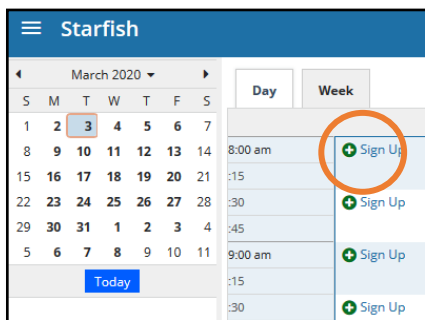 Starfish
March 2020
S M T W T F S
1 2 3 4 5 6 7
8 9 10 11 12 13 14
15 16 17 18 19 20 21
22 23 24 25 26 27 28
29 30 31 1 2 3 4
5 6 7 8 9 10 11
Today
Day Week
8:00 am Sign Up
:15
:30 Sign Up
:45
9:00 am Sign Up
:15
:30 Sign Up